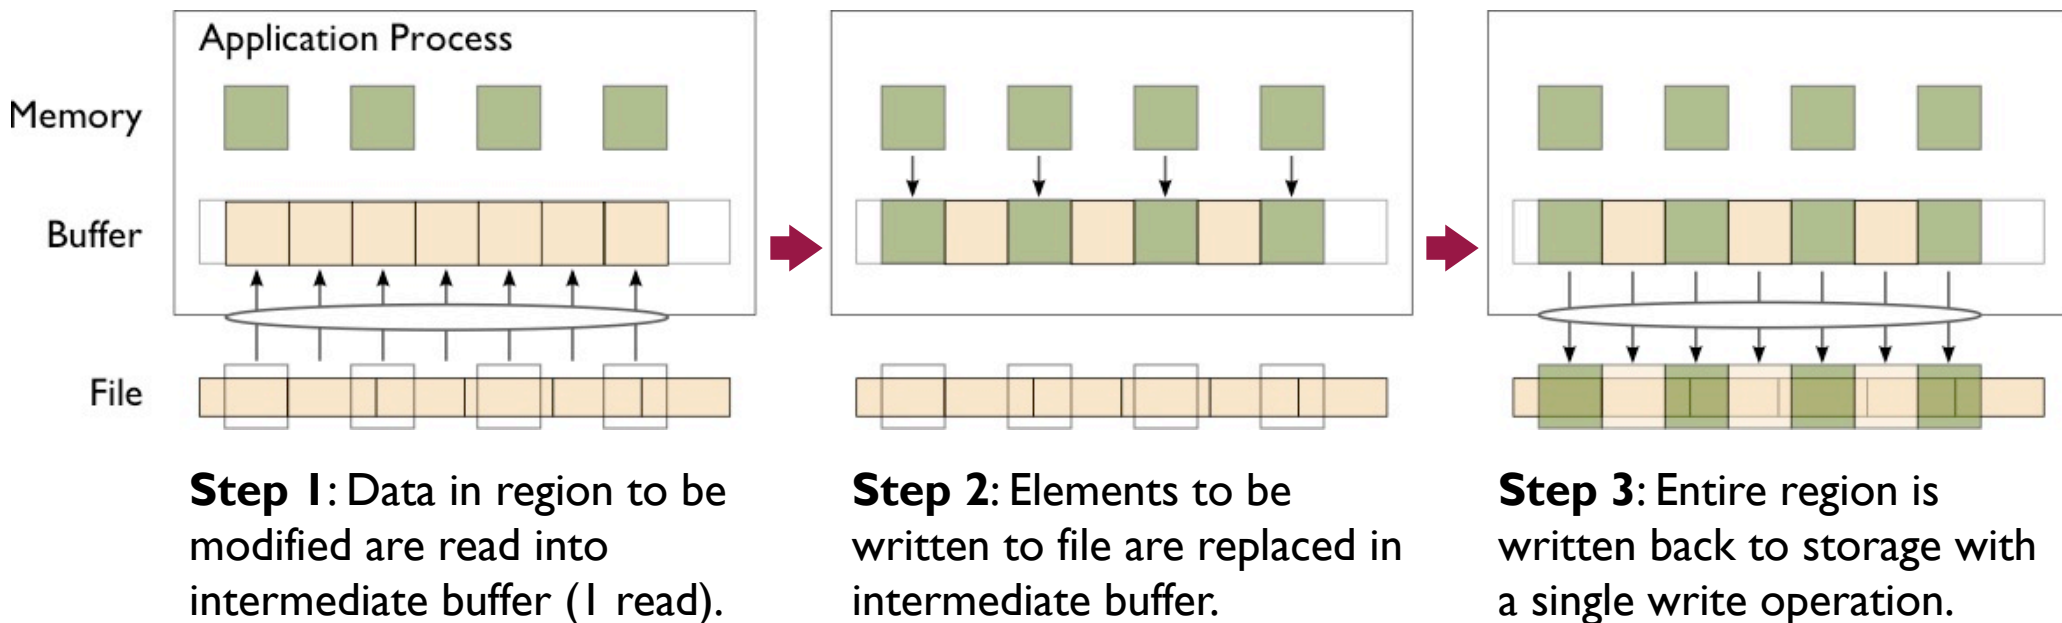 Application Process
Memory
Buffer
File
Step 1: Data in region to be
modified are read into
intermediate buffer (1 read).
Step 2: Elements to be
written to file are replaced in
intermediate buffer.
Step 3: Entire region is
written back to storage with
a single write operation.